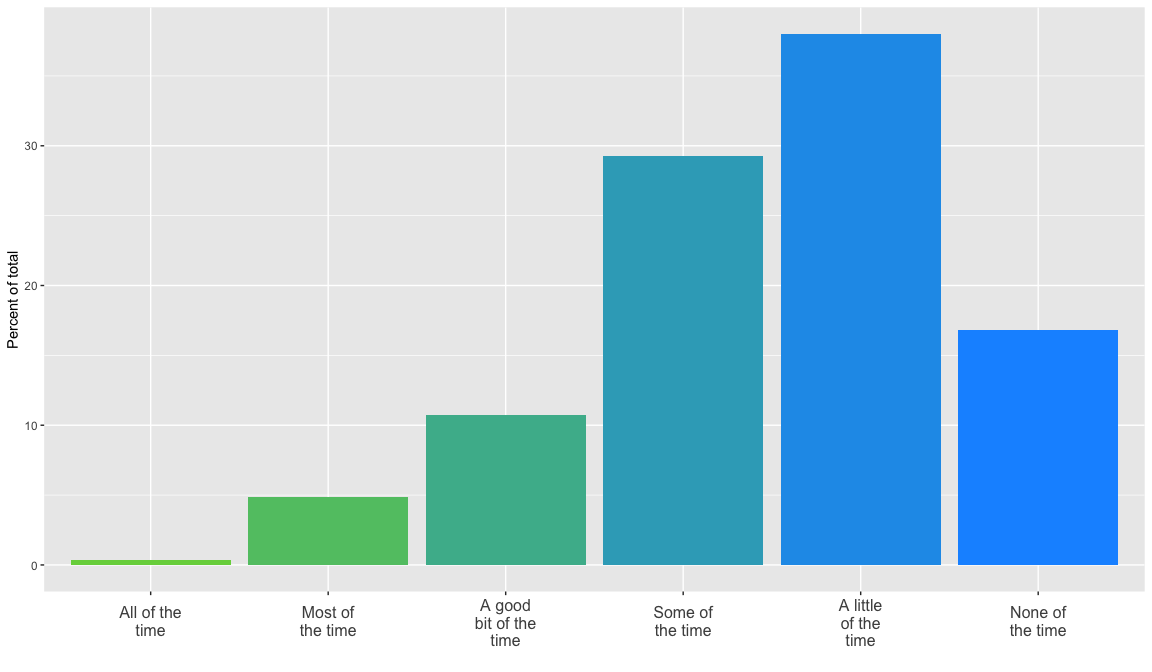 Percent of total
30
20
10
0
All of the
time
Most of
the time
A good
bit of the
time
Some of
the time
A little
of the
time
None of
the time